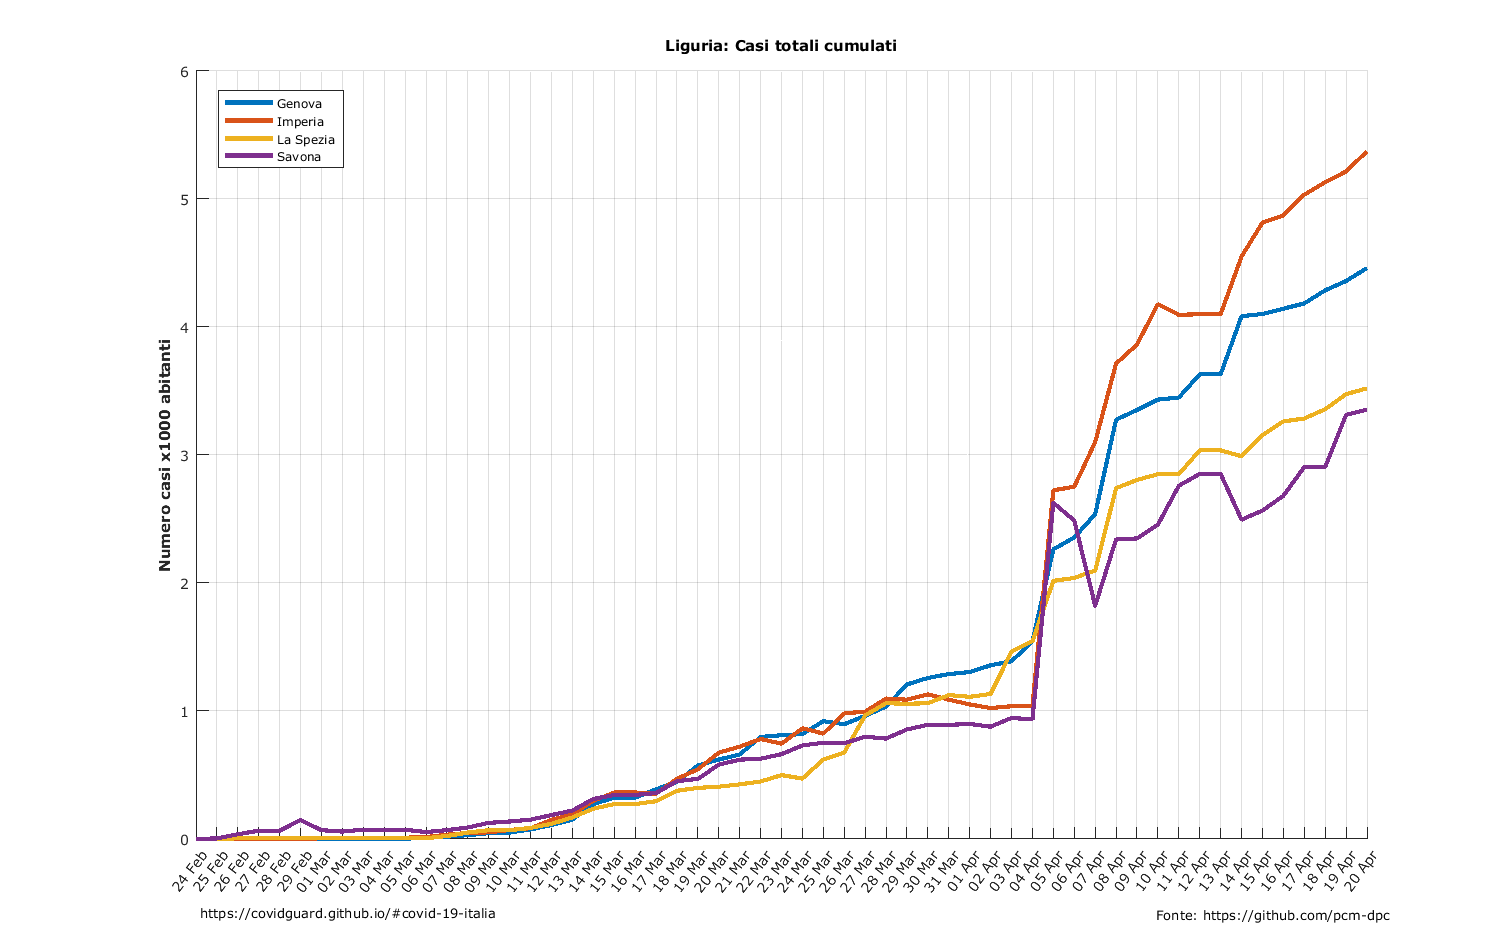 Liguria: Casi totali cumulati
6
5
4
3
2
1
0
Numero casi x1000 abitanti
Genova
Imperia
La Spezia
Savona
24 Feb
25 Feb
26 Feb
27 Feb
28 Feb
29 Feb
01 Mar
02 Mar
03 Mar
04 Mar
05 Mar
06 Mar
07 Mar
08 Mar
09 Mar
10 Mar
11 Mar
12 Mar
13 Mar
14 Mar
15 Mar
16 Mar
17 Mar
18 Mar
19 Mar
20 Mar
21 Mar
22 Mar
23 Mar
24 Mar
25 Mar
26 Mar
27 Mar
28 Mar
29 Mar
30 Mar
31 Mar
01 Apr
02 Apr
03 Apr
04 Apr
05 Apr
06 Apr
07 Apr
08 Apr
09 Apr
10 Apr
11 Apr
12 Apr
13 Apr
14 Apr
15 Apr
16 Apr
17 Apr
18 Apr
19 Apr
20 Apr
https://covidguard.github.io/#covid-19-italia
Fonte: https://github.com/pcm-dpc